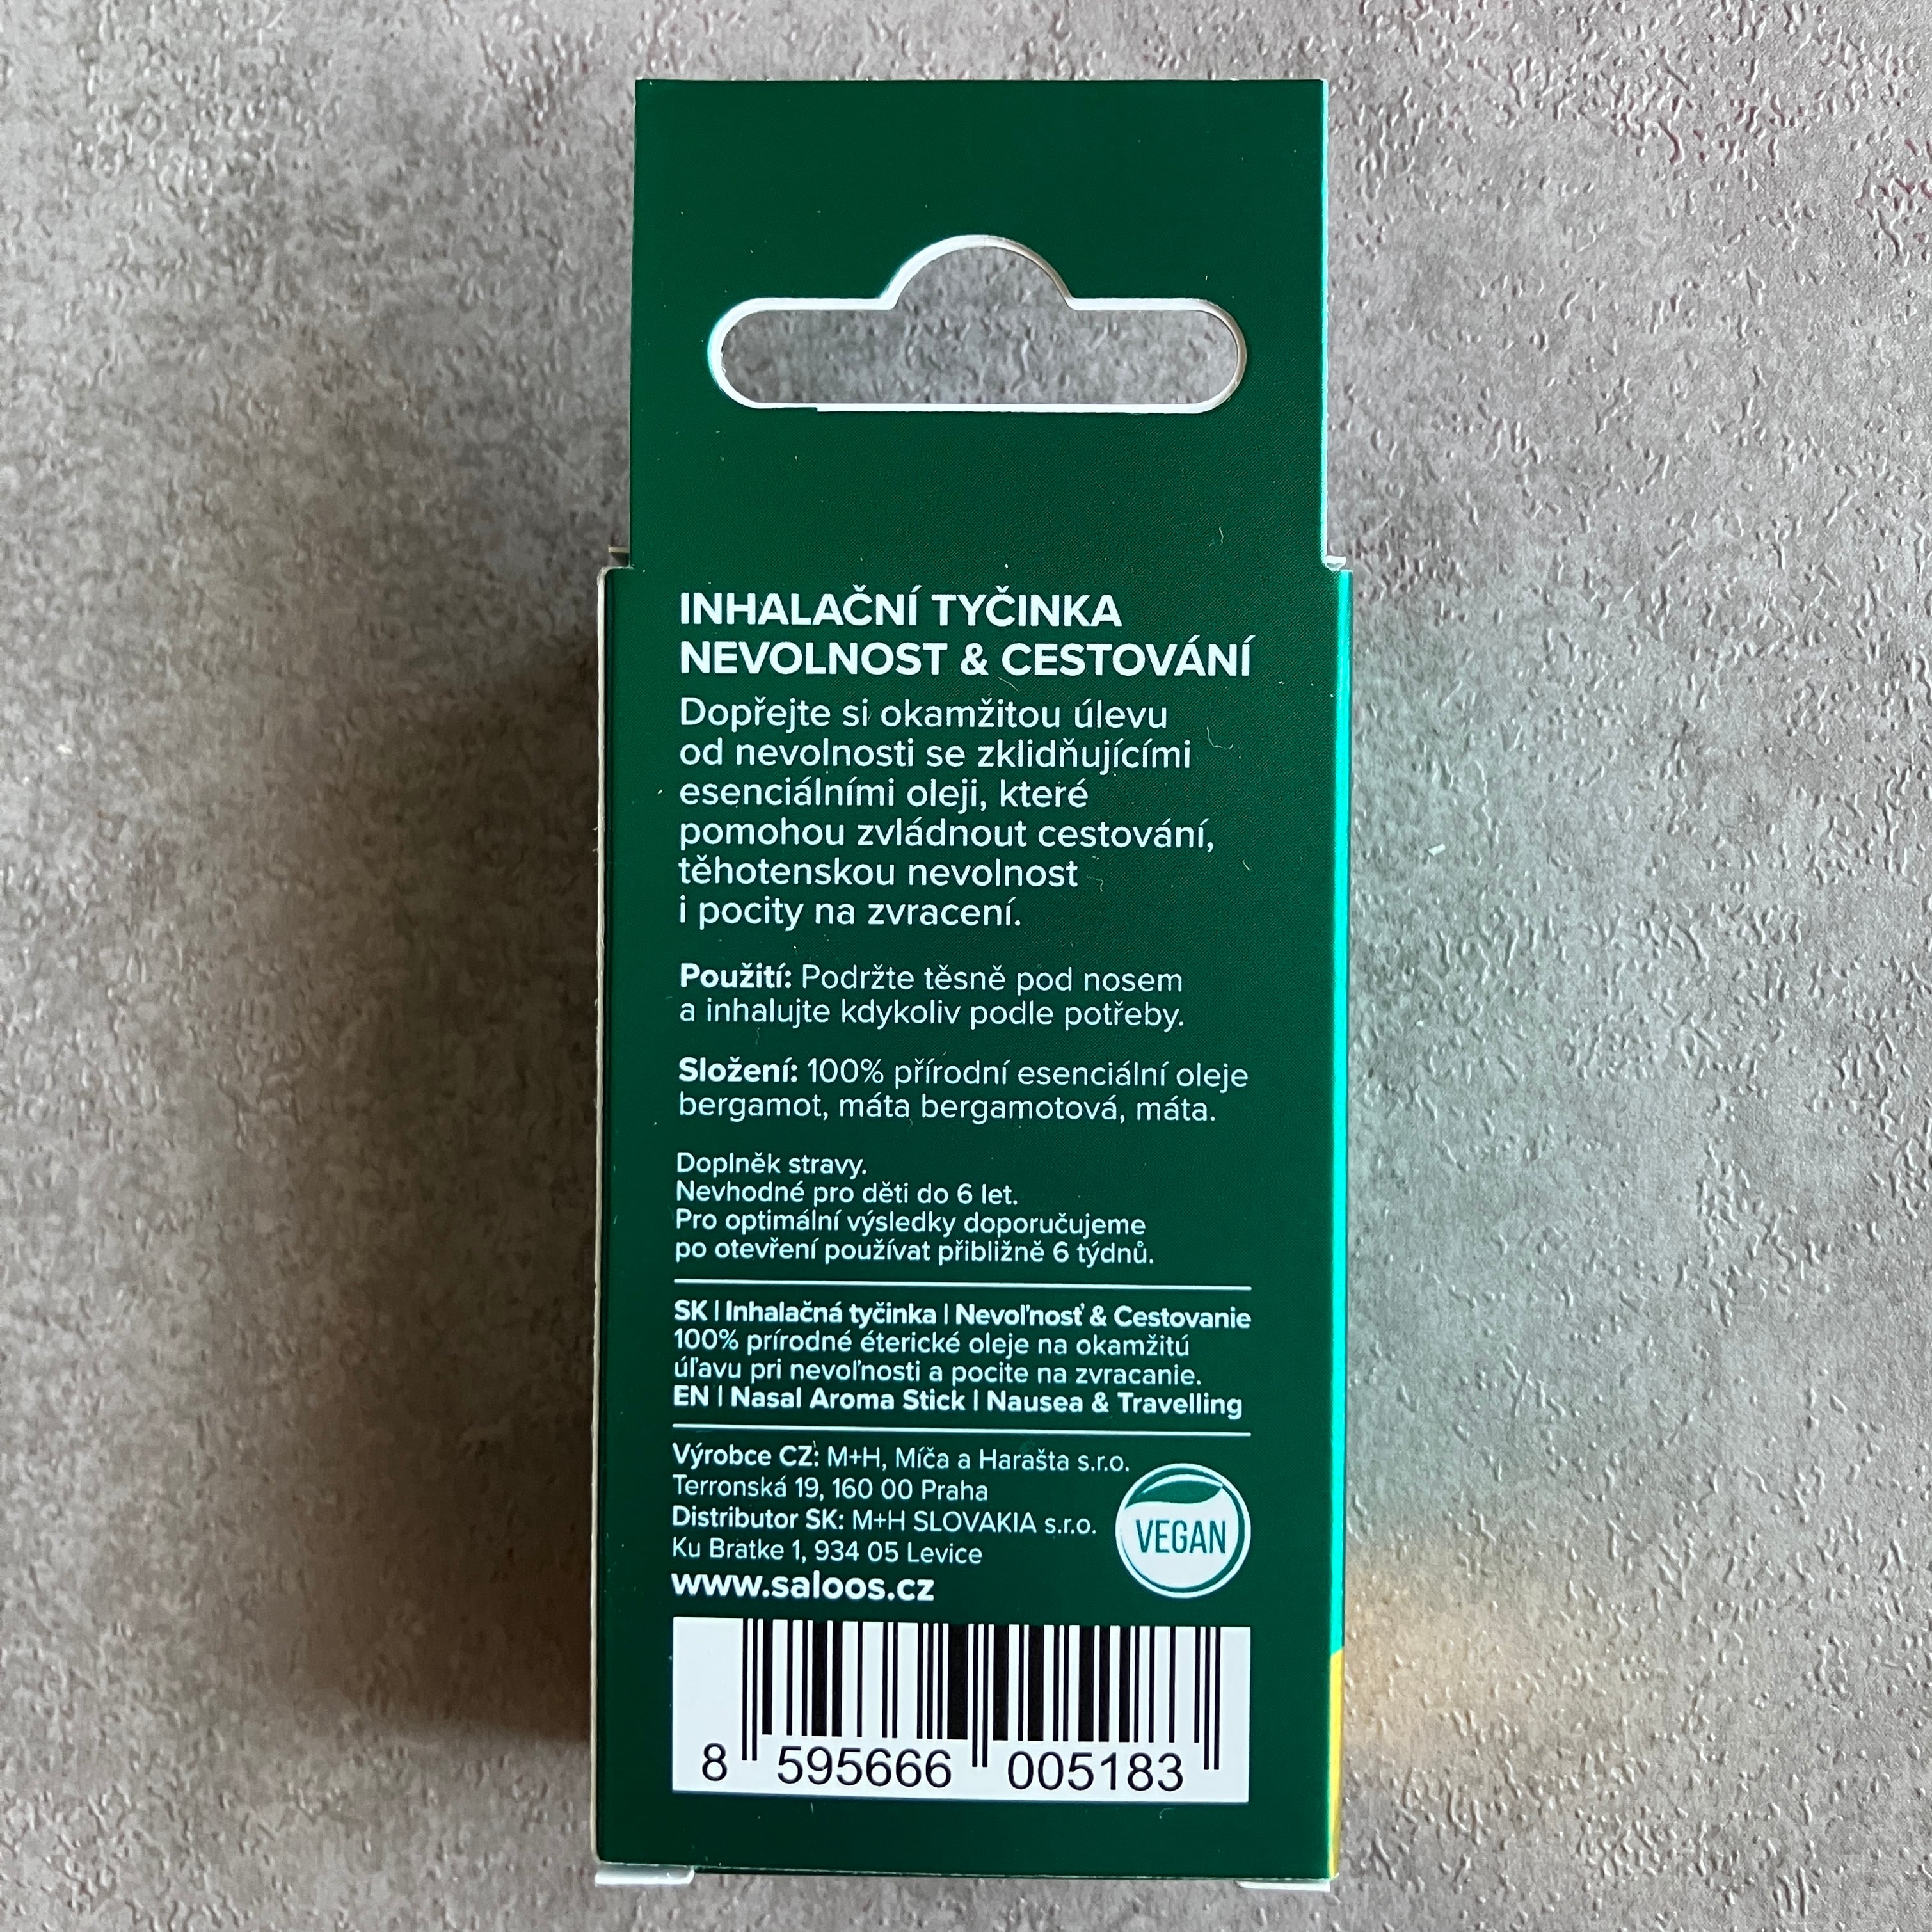 INHALAČNÍ TYČINKA
NEVOLNOST & CESTOVÁNÍ
Dopřejte si okamžitou úlevu
od nevolnosti se zklidňujícími
esenciálními oleji, které
pomohou zvládnout cestování,
těhotenskou nevolnost
i pocity na zvracení.
Použití: Podržte těsně pod nosem
a inhalujte kdykoliv podle potřeby.
Složení: 100% přírodní esenciální oleje
bergamot, máta bergamotová, máta.
Doplněk stravy.
Nevhodné pro děti do 6 let.
Pro optimální výsledky doporučujeme
po otevření používat přibližně 6 týdnů.
SK | Inhalačná tyčinka | Nevoľnosť & Cestovanie
100% prírodné éterické oleje na okamžitú
úľavu pri nevoľnosti a pocite na zvracanie.
EN | Nasal Aroma Stick | Nausea & Travelling
Výrobce CZ: M+H, Míča a Harašta s.r.o.
Terronská 19, 160 00 Praha
Distributor SK: M+H SLOVAKIA s.r.o.
Ku Bratke 1, 934 05 Levice
www.saloos.cz
VEGAN
8 595666 005183